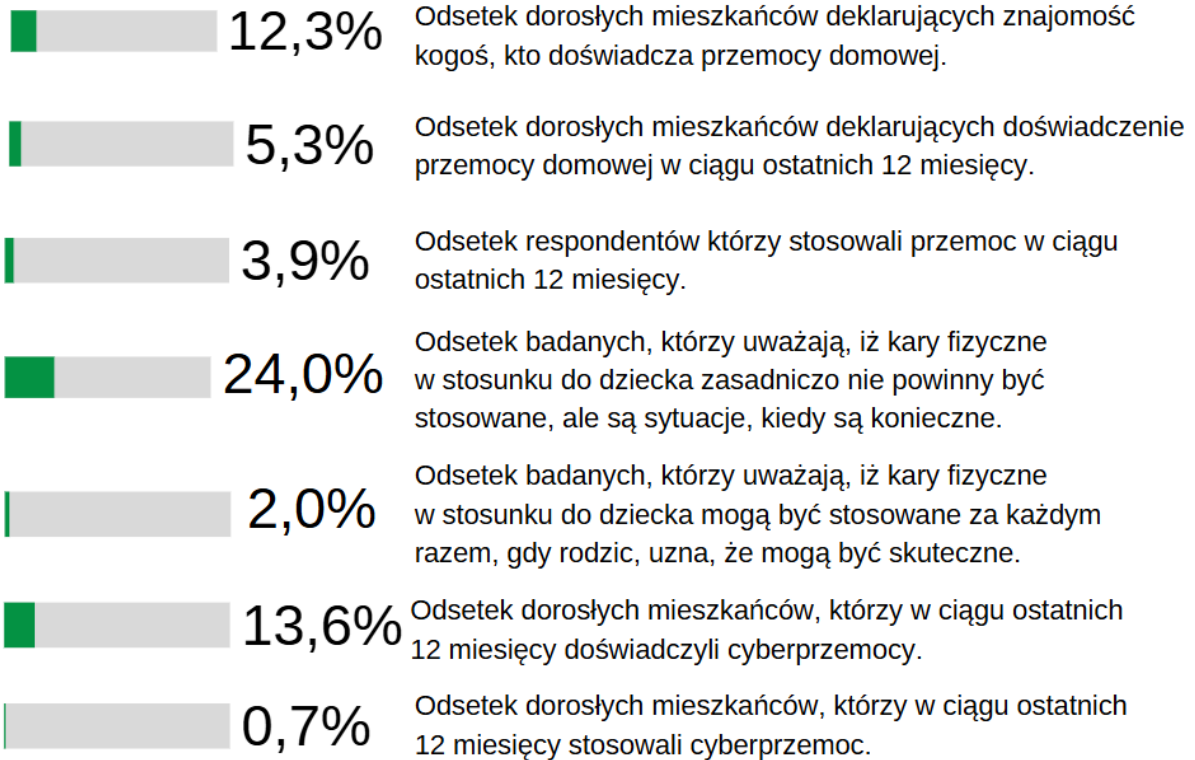 12,3%
Odsetek dorosłych mieszkańców deklarujących znajomość
kogoś, kto doświadcza przemocy domowej.
5,3%
Odsetek dorosłych mieszkańców deklarujących doświadczenie
przemocy domowej w ciągu ostatnich 12 miesięcy.
3,9%
Odsetek respondentów którzy stosowali przemoc w ciągu
ostatnich 12 miesięcy.
24,0%
Odsetek badanych, którzy uważają, iż kary fizyczne
w stosunku do dziecka zasadniczo nie powinny być
stosowane, ale są sytuacje, kiedy są konieczne.
2,0%
Odsetek badanych, którzy uważają, iż kary fizyczne
w stosunku do dziecka mogą być stosowane za każdym
razem, gdy rodzic, uzna, że mogą być skuteczne.
13,6%
Odsetek dorosłych mieszkańców, którzy w ciągu ostatnich
12 miesięcy doświadczyli cyberprzemocy.
0,7%
Odsetek dorosłych mieszkańców, którzy w ciągu ostatnich
12 miesięcy stosowali cyberprzemoc.